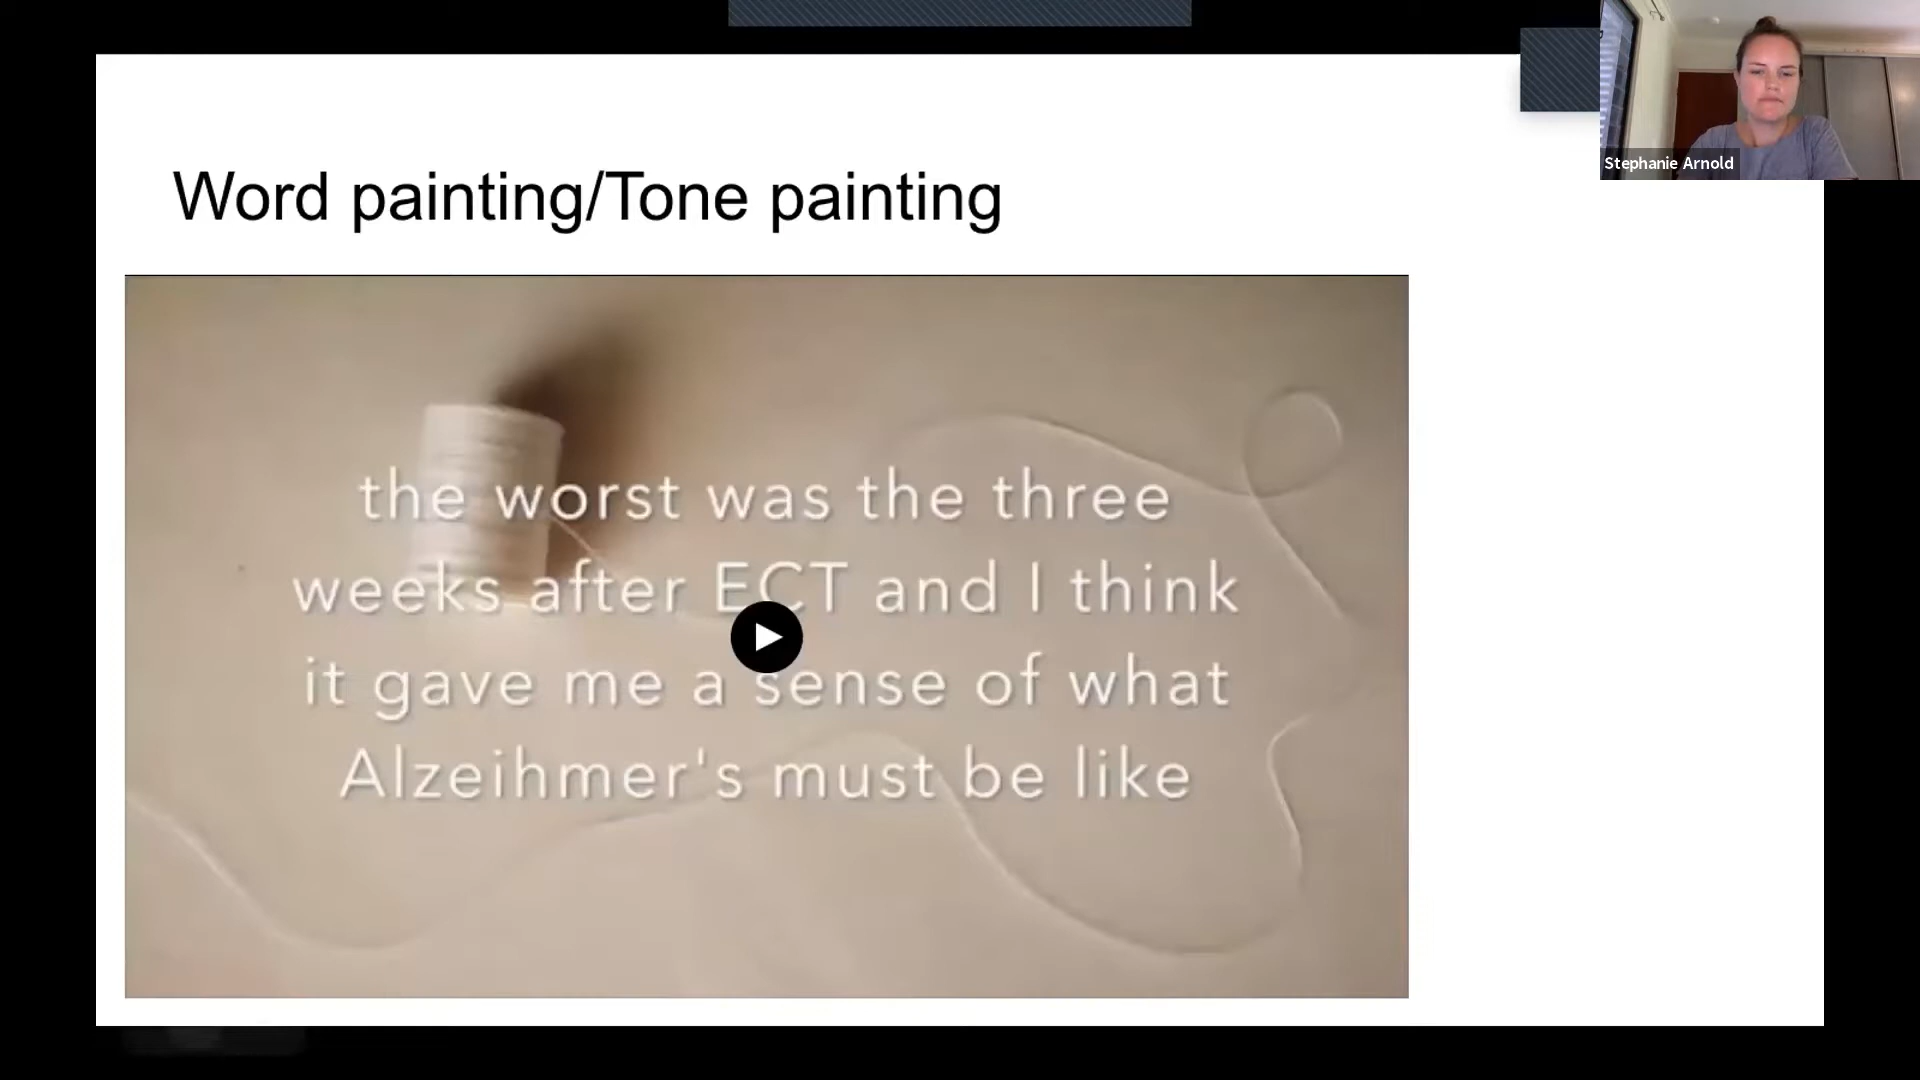 Stephanie Arnold
Word painting/Tone painting
the worst was the three
weeks after ECT and I think
it gave me a sense of what
Alzeihmer's must be like